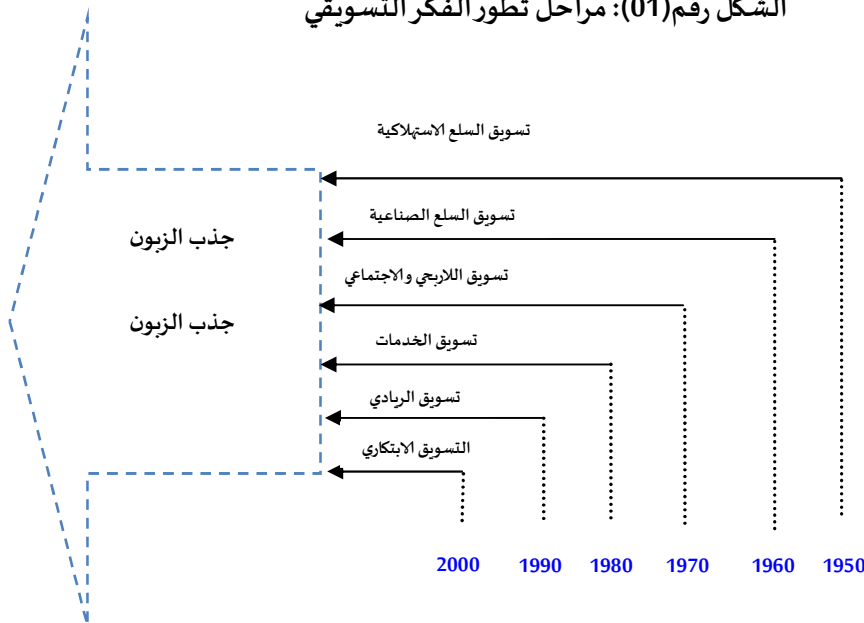 الشكل رقم(01): مراحل تطور الفكر التسويقي
تسويق السلع الاستهلاكية
تسويق السلع الصناعية
تسويق اللاربحي والاجتماعي
تسويق الخدمات
تسويق الريادي
التسويق الابتكاري
جذب الزبون
جذب الزبون
1950 1960 1970 1980 1990 2000